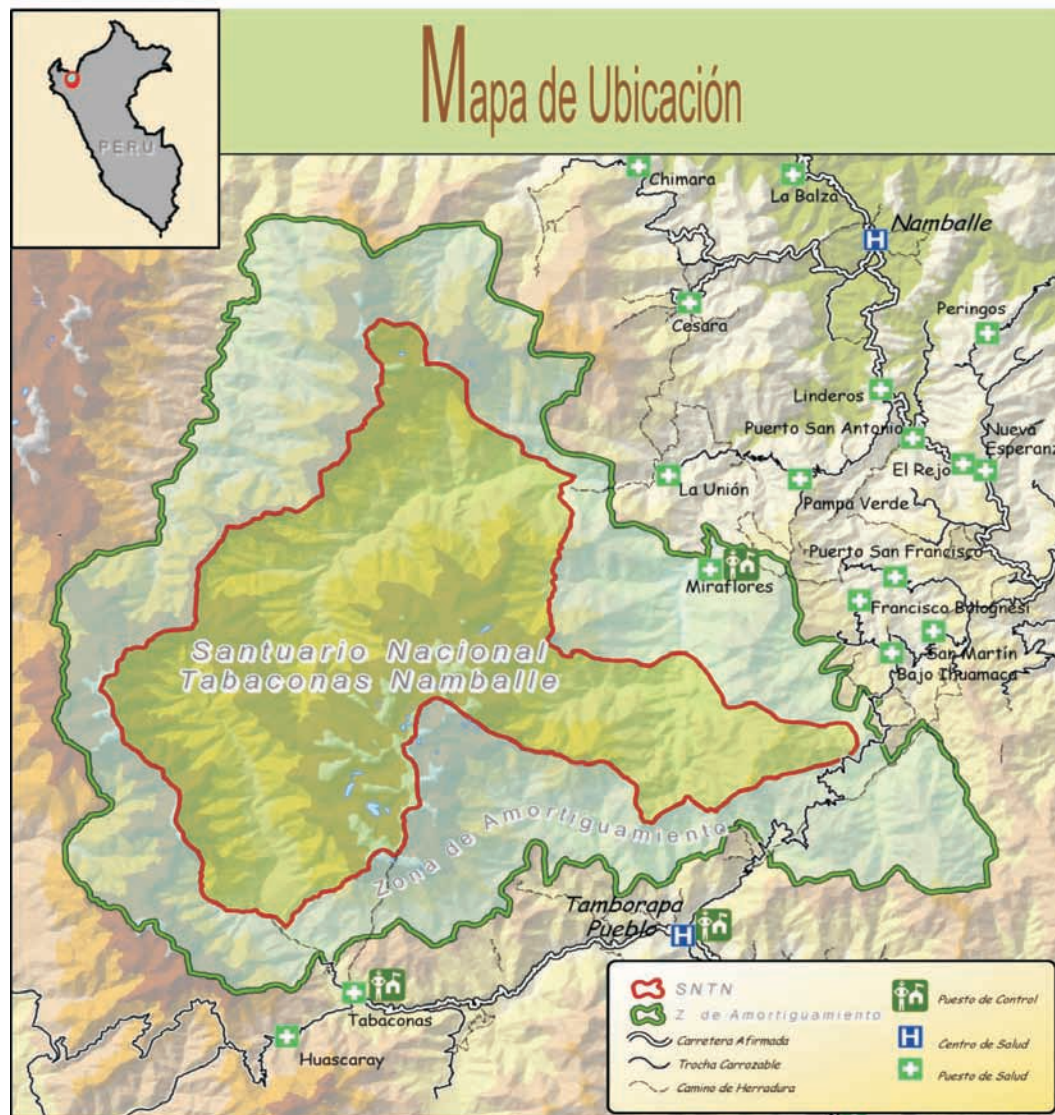 Mapa de Ubicación
PERÚ
Chimara
La Balza
Namballe
Cesara
Peringos
Linderos
Puerto San Antonio
Nueva
Esperanz
El Rejo
La Unión
Pampa Verde
Puerto San Francisco
Miraflores
Francisco Bolognesi
San Martín
Bajo Ihuamaca
Santuario Nacional
Tabaconas Namballe
Zona de Amortiguamiento
Tamborapa
Pueblo
H
Tabaconas
Huascaray
SNTN
Z de Amortiguamiento
Carretera Afirmada
Trocha Carrozable
Camino de Herradura
Puesto de Control
H Centro de Salud
Puesto de Salud